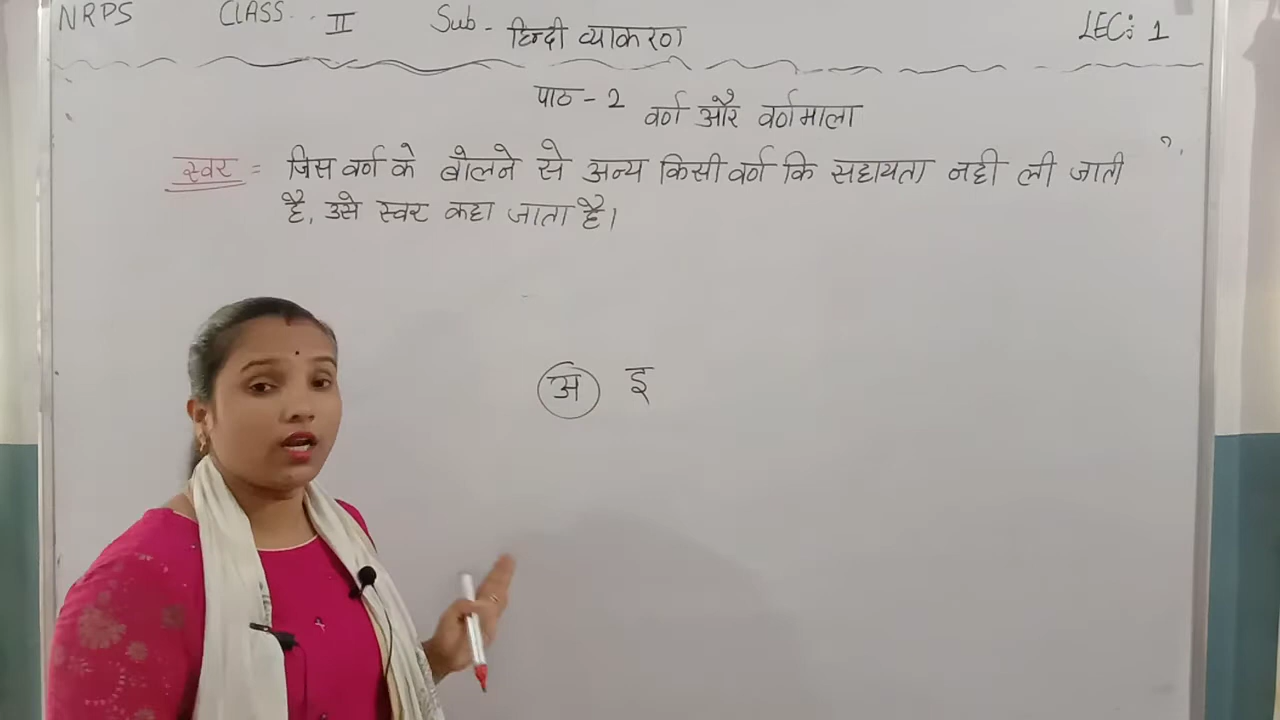 NRPS CLASS.. II Sub- हिन्दी व्याकरण LEC: 1
पाठ-2 वर्ण और वर्णमाला
स्वर = जिस वर्ण के बोलने से अन्य किसी वर्ण कि सहायता नही ली जाती
है, उसे स्वर कहा जाता है।
अ इ